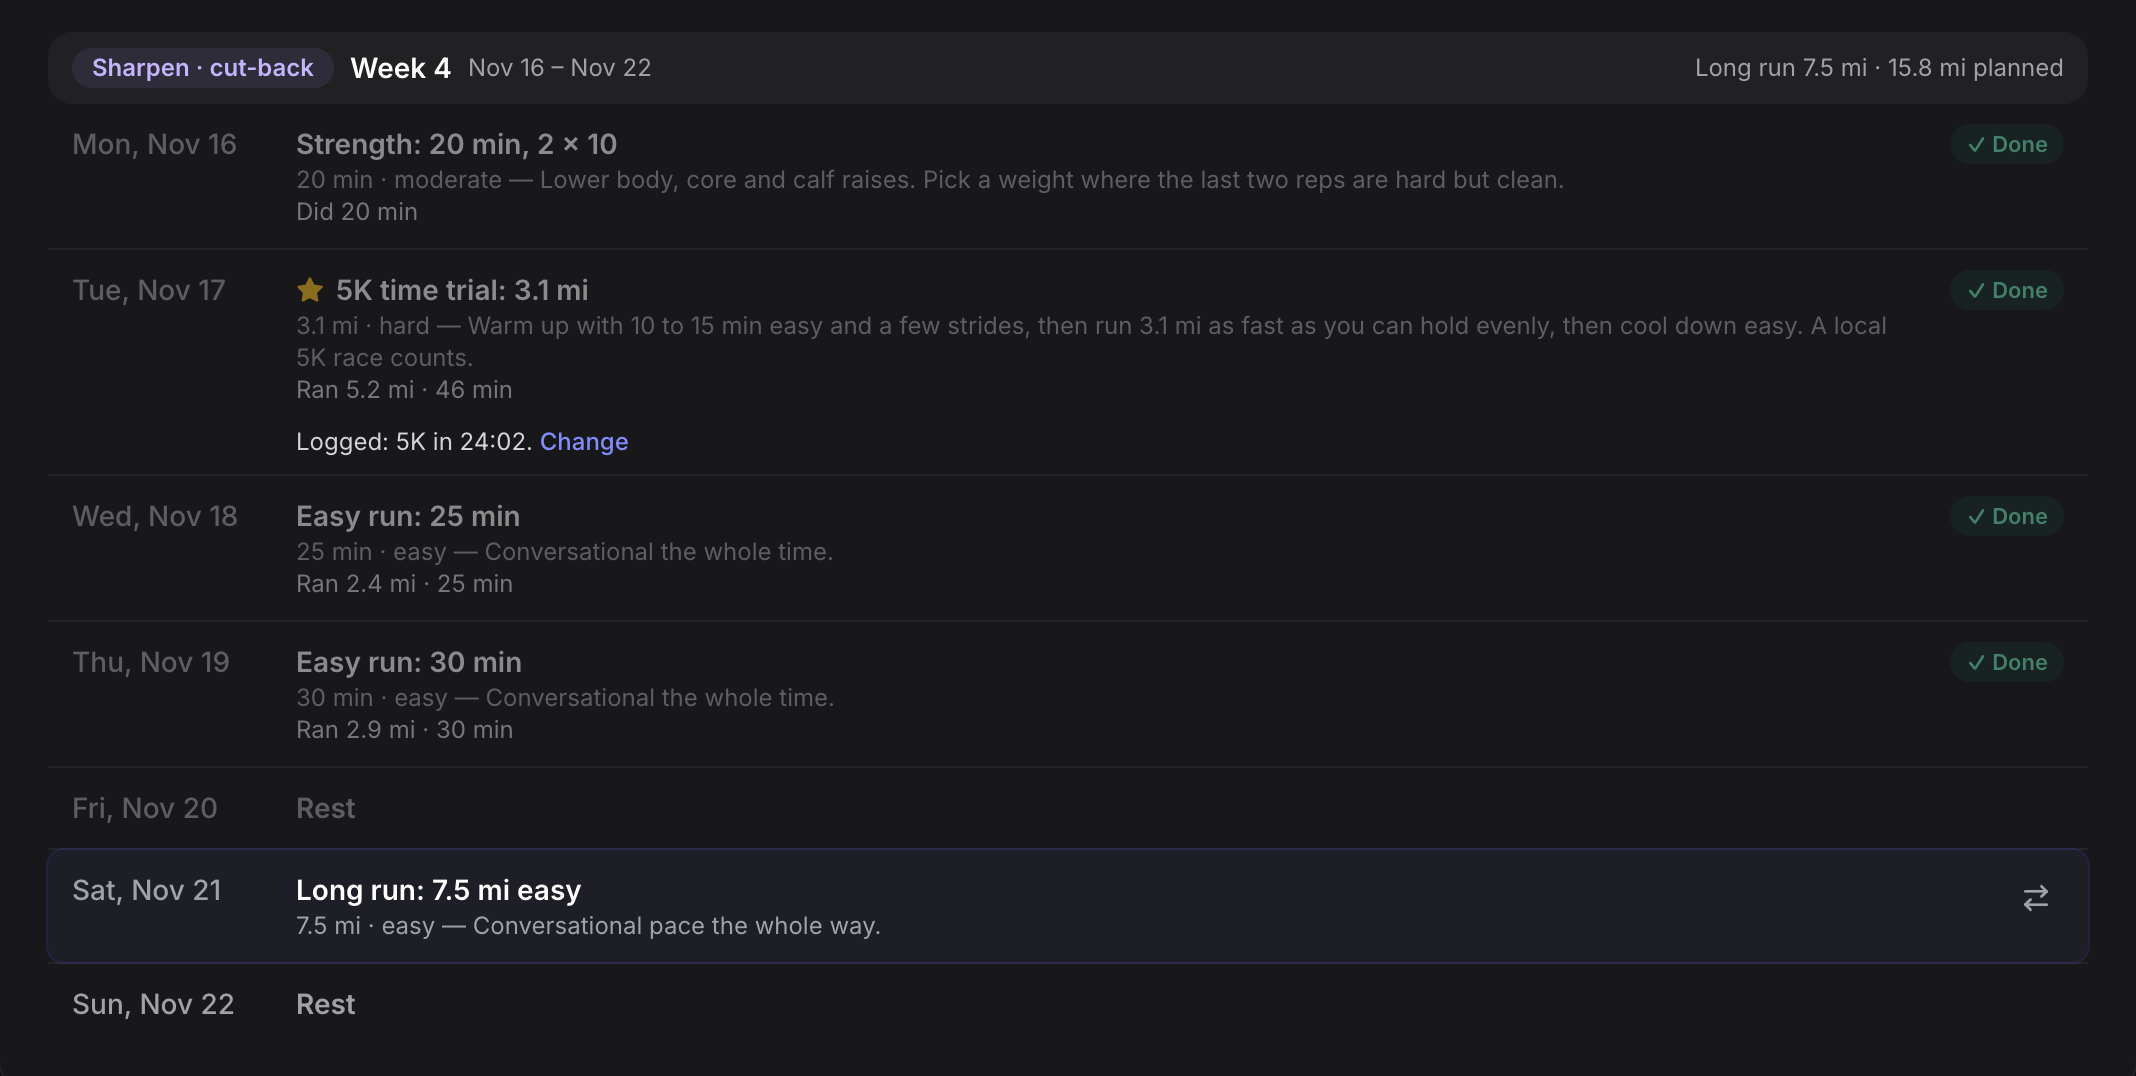 Sharpen · cut-back Week 4 Nov 16 – Nov 22 Long run 7.5 mi · 15.8 mi planned
Mon, Nov 16 Strength: 20 min, 2 × 10 ✓ Done
20 min · moderate — Lower body, core and calf raises. Pick a weight where the last two reps are hard but clean.
Did 20 min
Tue, Nov 17 5K time trial: 3.1 mi ✓ Done
3.1 mi · hard — Warm up with 10 to 15 min easy and a few strides, then run 3.1 mi as fast as you can hold evenly, then cool down easy. A local
5K race counts.
Ran 5.2 mi · 46 min
Logged: 5K in 24:02. Change
Wed, Nov 18 Easy run: 25 min ✓ Done
25 min · easy — Conversational the whole time.
Ran 2.4 mi · 25 min
Thu, Nov 19 Easy run: 30 min ✓ Done
30 min · easy — Conversational the whole time.
Ran 2.9 mi · 30 min
Fri, Nov 20 Rest
Sat, Nov 21 Long run: 7.5 mi easy
7.5 mi · easy — Conversational pace the whole way.
Sun, Nov 22 Rest